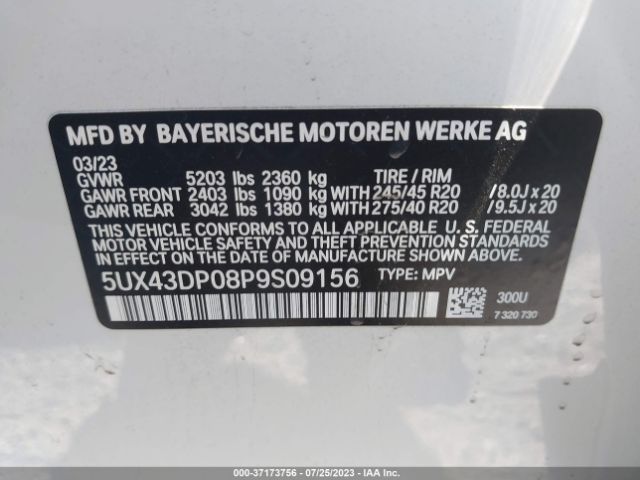 MFD BY BAYERISCHE MOTOREN WERKE AG
03/23
GVWR 5203 lbs 2360 kg TIRE / RIM
GAWR FRONT 2403 lbs 1090 kg WITH 245/45 R20 / 8.0J x 20
GAWR REAR 3042 lbs 1380 kg WITH 275/40 R20 / 9.5J x 20
THIS VEHICLE CONFORMS TO ALL APPLICABLE U. S. FEDERAL
MOTOR VEHICLE SAFETY, BUMPER, AND THEFT PREVENTION
STANDARDS IN EFFECT ON THE DATE OF MANUFACTURE SHOWN ABOVE.
5UX43DP08P9S09156 TYPE: MPV
300U
7 320 730
000-37173756 07/25/2023 Copyright © IAA